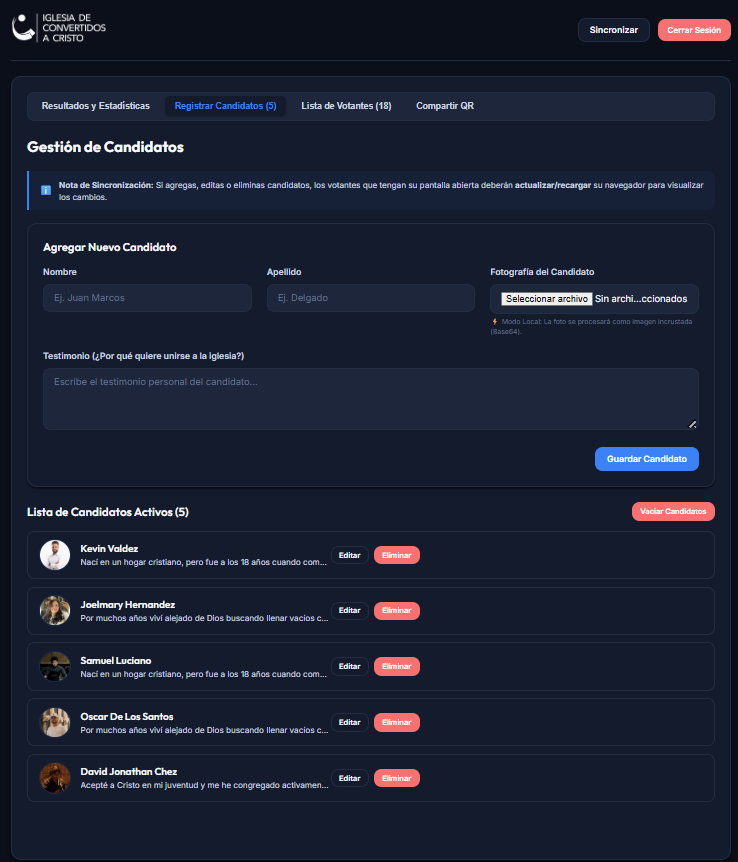 IGLESIA DE
CONVERTIDOS
A CRISTO
Sincronizar
Cerrar Sesión
Resultados y Estadísticas
Registrar Candidatos (5)
Lista de Votantes (18)
Compartir QR
Gestión de Candidatos
Nota de Sincronización: Si agregas, editas o eliminas candidatos, los votantes que tengan su pantalla abierta deberán actualizar/recargar su navegador para visualizar
los cambios.
Agregar Nuevo Candidato
Nombre
Apellido
Fotografía del Candidato
Ej. Juan Marcos
Ej. Delgado
Seleccionar archivo Sin archi...ccionados
Modo Local: La foto se procesará como imagen incrustada
(Base64).
Testimonio (¿Por qué quiere unirse a la iglesia?)
Escribe el testimonio personal del candidato...
Guardar Candidato
Lista de Candidatos Activos (5)
Vaciar Candidatos
Kevin Valdez
Nací en un hogar cristiano, pero fue a los 18 años cuando com...
Editar
Eliminar
Joelmary Hernandez
Por muchos años viví alejado de Dios buscando llenar vacíos c...
Editar
Eliminar
Samuel Luciano
Nací en un hogar cristiano, pero fue a los 18 años cuando com...
Editar
Eliminar
Oscar De Los Santos
Por muchos años viví alejado de Dios buscando llenar vacíos c...
Editar
Eliminar
David Jonathan Chez
Acepté a Cristo en mi juventud y me he congregado activamen...
Editar
Eliminar